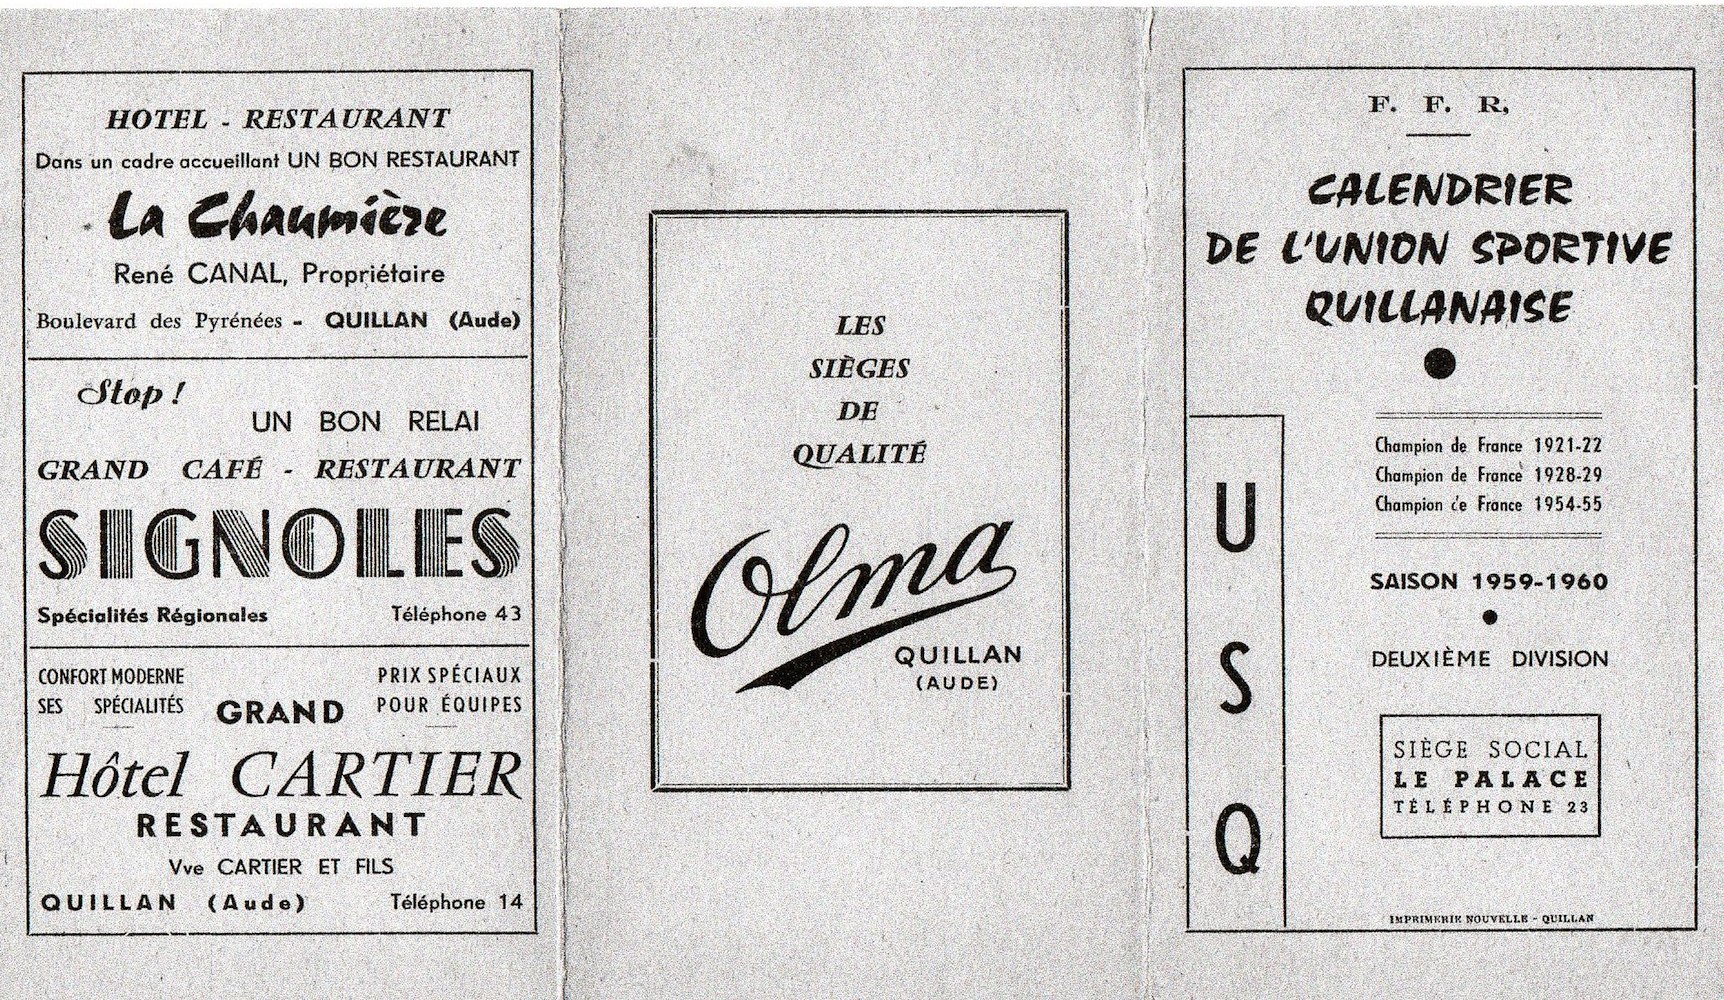 HOTEL - RESTAURANT
Dans un cadre accueillant UN BON RESTAURANT
La Chaumière
René CANAL, Propriétaire
Boulevard des Pyrénées - QUILLAN (Aude)
Stop !
UN BON RELAI
GRAND CAFÉ - RESTAURANT
SIGNOLES
Spécialités Régionales Téléphone 43
CONFORT MODERNE PRIX SPÉCIAUX
SES SPÉCIALITÉS POUR ÉQUIPES
GRAND
Hôtel CARTIER
RESTAURANT
Vve CARTIER ET FILS
QUILLAN (Aude) Téléphone 14
LES
SIÈGES
DE
QUALITÉ
Olma
QUILLAN
(AUDE)
F. F. R,
CALENDRIER
DE L'UNION SPORTIVE
QUILLANAISE
Champion de France 1921-22
Champion de France 1928-29
Champion de France 1954-55
SAISON 1959-1960
DEUXIÈME DIVISION
SIÈGE SOCIAL
LE PALACE
TÉLÉPHONE 23
U
S
Q
IMPRIMERIE NOUVELLE - QUILLAN